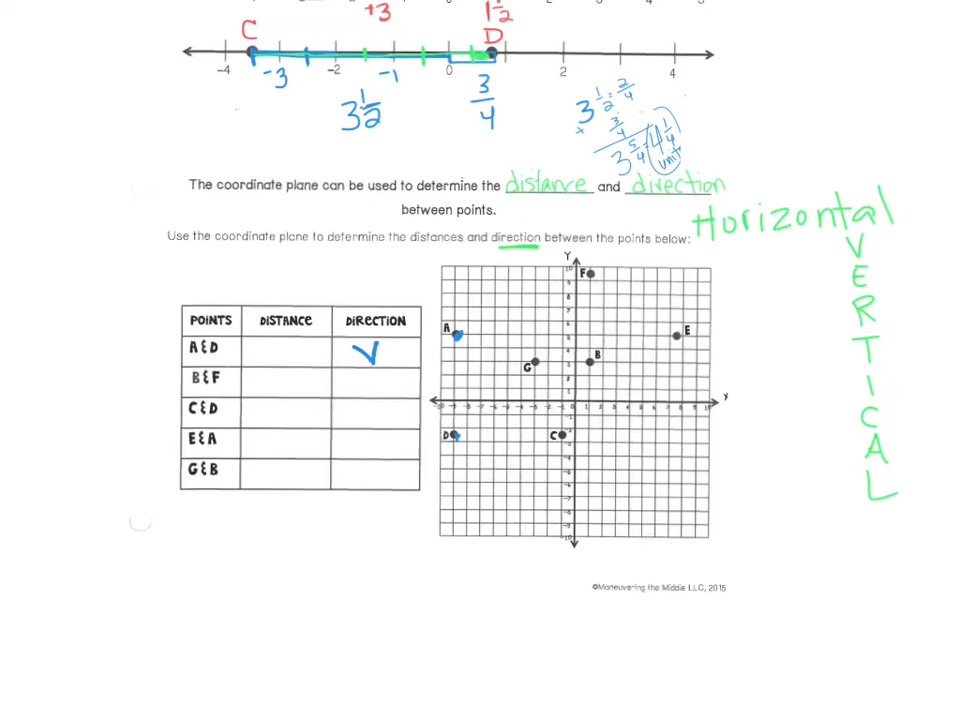 +3
1 1/2
C
D
-4 -2 0 2 4
-3 -1
3 1/2
3/4
3 1/2 = 2/4
+ 3/4
3 5/4 = 4 1/4 unit
The coordinate plane can be used to determine the distance and direction
between points.
Horizontal
VERTICAL
Use the coordinate plane to determine the distances and direction between the points below:
POINTS DISTANCE DIRECTION
A & D V
B & F
C & D
E & A
G & B
Y
F
A
E
B
G
X
D
C
©Maneuvering the Middle LLC, 2015